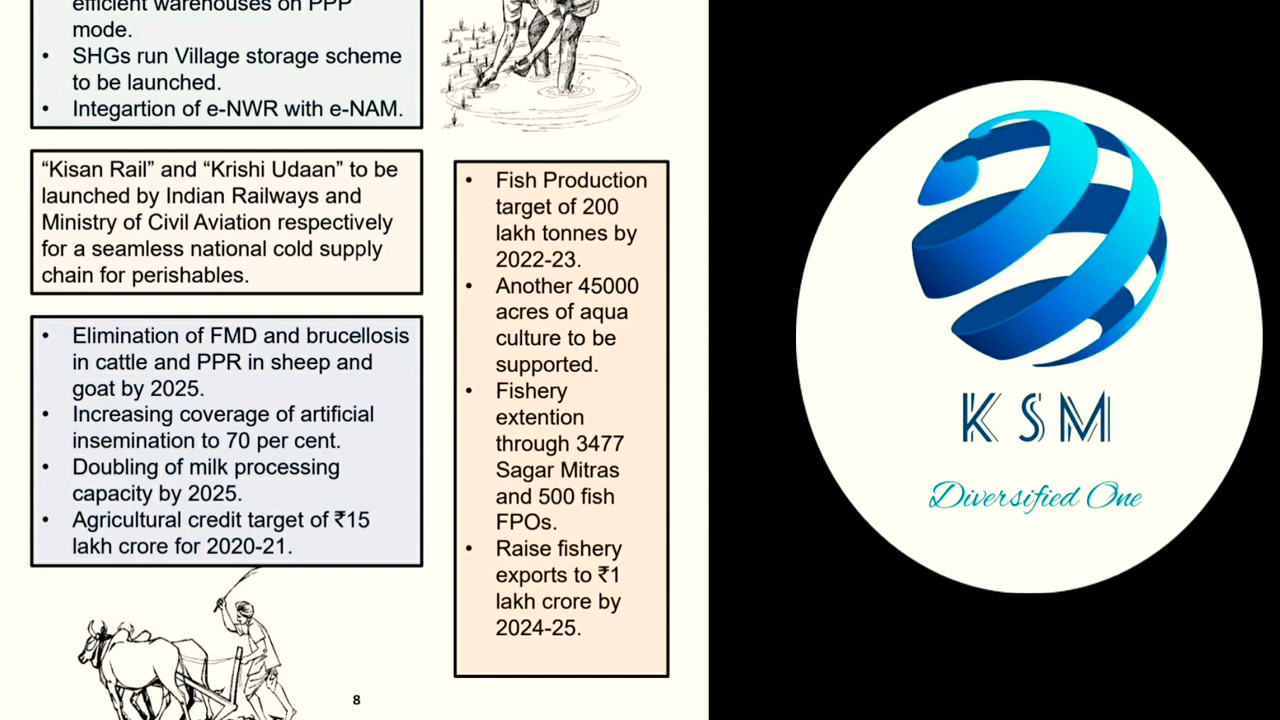 efficient warehouses on PPP
mode.
• SHGs run Village storage scheme
to be launched.
• Integartion of e-NWR with e-NAM.
“Kisan Rail” and “Krishi Udaan” to be
launched by Indian Railways and
Ministry of Civil Aviation respectively
for a seamless national cold supply
chain for perishables.
• Elimination of FMD and brucellosis
in cattle and PPR in sheep and
goat by 2025.
• Increasing coverage of artificial
insemination to 70 per cent.
• Doubling of milk processing
capacity by 2025.
• Agricultural credit target of ₹15
lakh crore for 2020-21.
• Fish Production
target of 200
lakh tonnes by
2022-23.
• Another 45000
acres of aqua
culture to be
supported.
• Fishery
extention
through 3477
Sagar Mitras
and 500 fish
FPOs.
• Raise fishery
exports to ₹1
lakh crore by
2024-25.
8
KSM
Diversified One